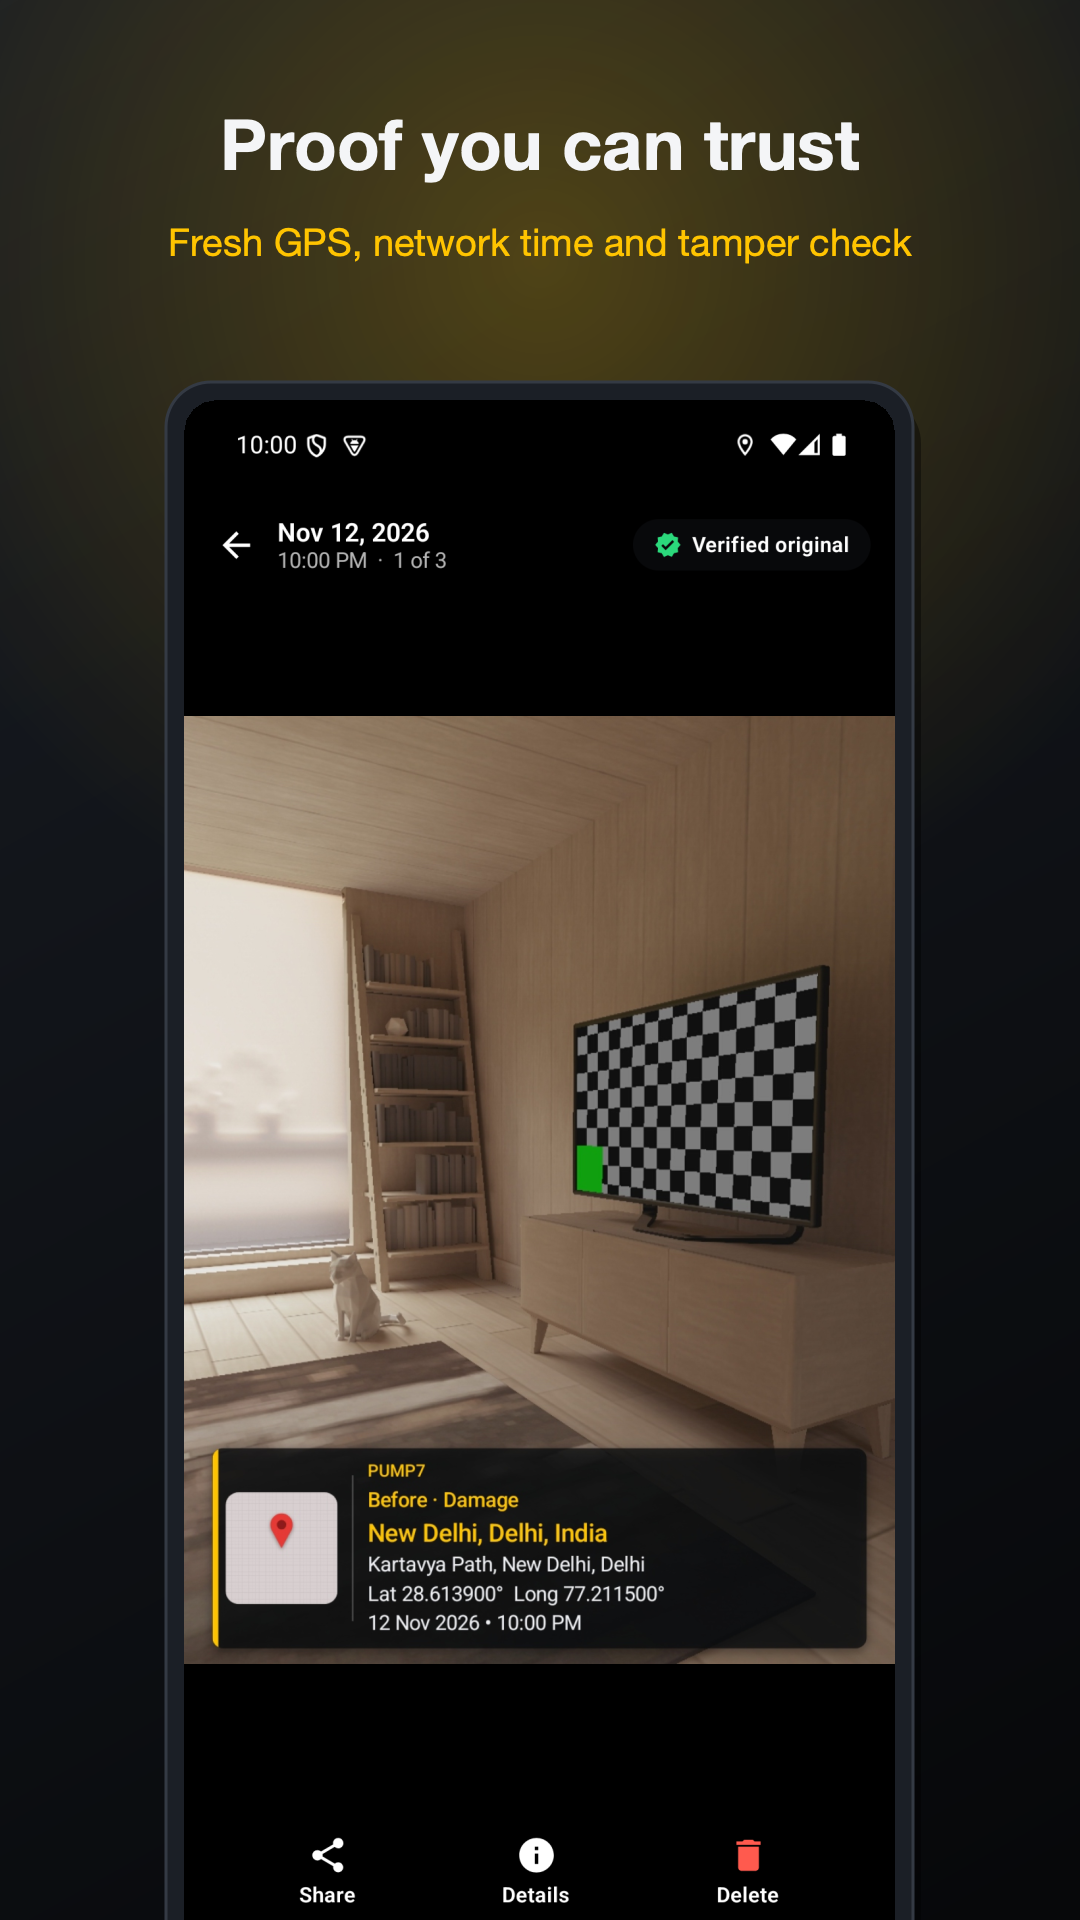 Proof you can trust
Fresh GPS, network time and tamper check
10:00
Nov 12, 2026
10:00 PM · 1 of 3
Verified original
PUMP7
Before · Damage
New Delhi, Delhi, India
Kartavya Path, New Delhi, Delhi
Lat 28.613900° Long 77.211500°
12 Nov 2026 • 10:00 PM
Share
Details
Delete